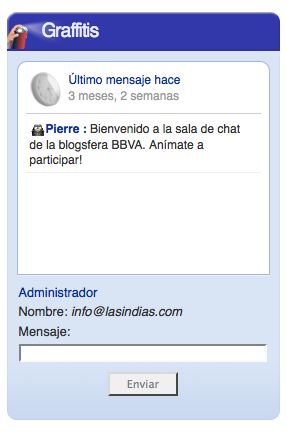 Graffitis
Último mensaje hace
3 meses, 2 semanas
Pierre : Bienvenido a la sala de chat
de la blogsfera BBVA. Anímate a
participar!
Administrador
Nombre: info@lasindias.com
Mensaje:
Enviar